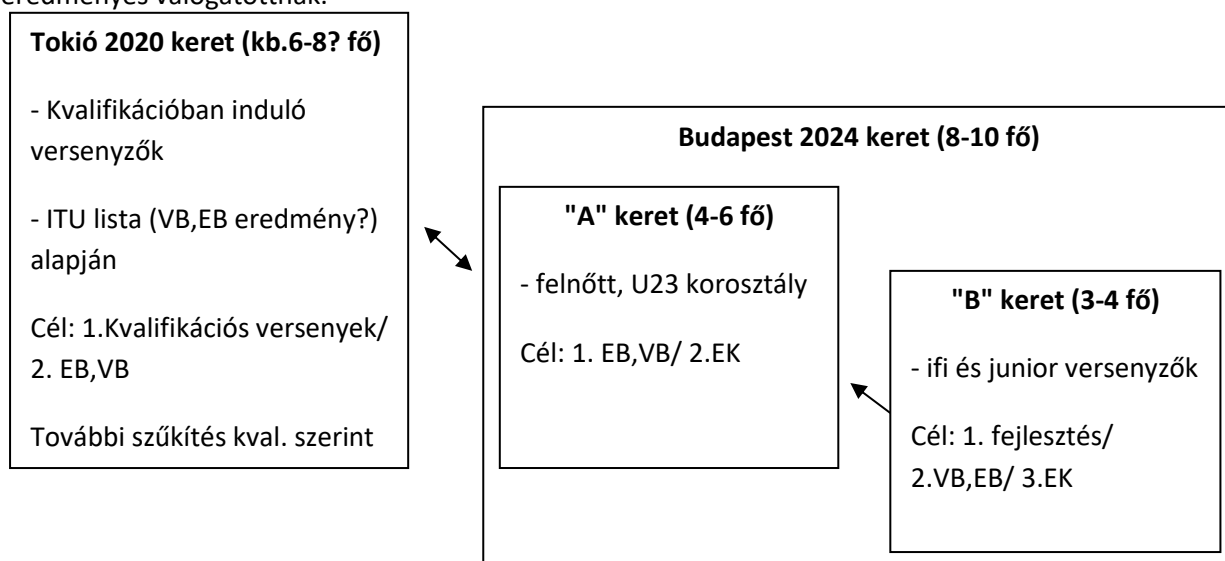 eredményes válogatottnak.
Tokió 2020 keret (kb.6-8? fő)
- Kvalifikációban induló
versenyzők
- ITU lista (VB,EB eredmény?)
alapján
Cél: 1.Kvalifikációs versenyek/
2. EB,VB
További szűkítés kval. szerint
Budapest 2024 keret (8-10 fő)
"A" keret (4-6 fő)
- felnőtt, U23 korosztály
Cél: 1. EB,VB/ 2.EK
"B" keret (3-4 fő)
- ifi és junior versenyzők
Cél: 1. fejlesztés/
2.VB,EB/ 3.EK